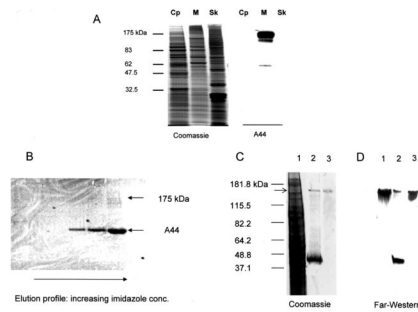 A
Cp M Sk
Cp M Sk
175 kDa
83
62
47.5
32.5
Coomassie
A44
B
175 kDa
A44
Elution profile: increasing imidazole conc.
C
1 2 3
181.8 kDa
115.5
82.2
64.2
48.8
37.1
Coomassie
D
1 2 3
Far-Western